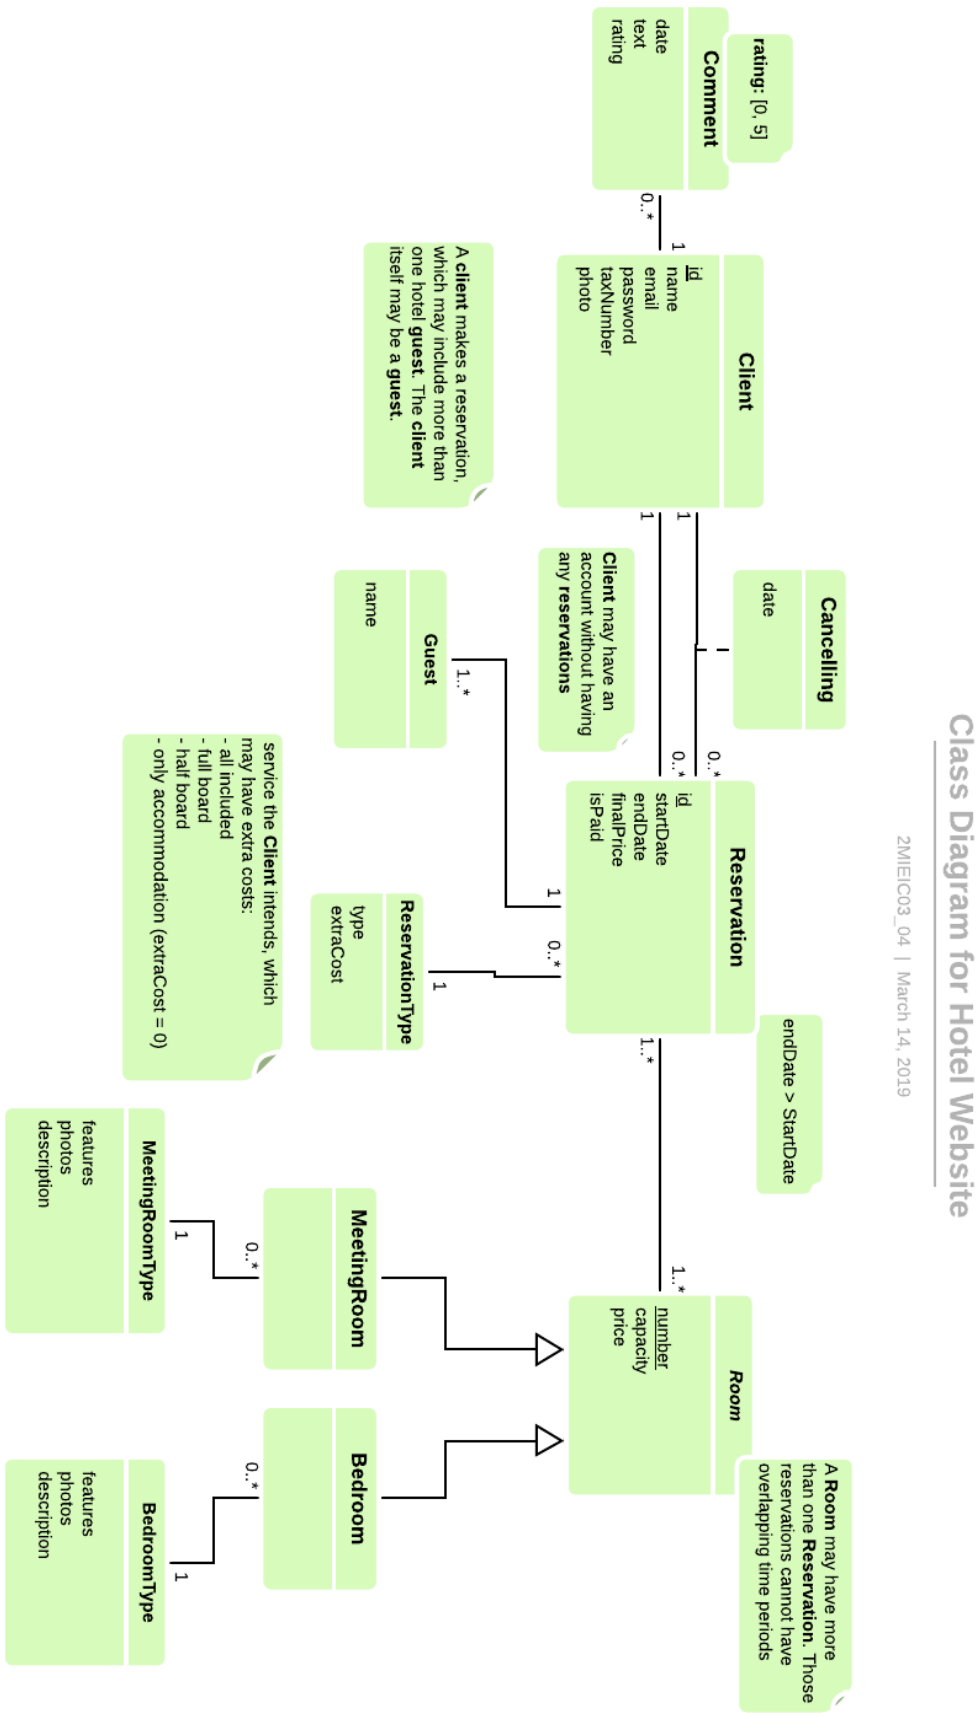 Class Diagram for Hotel Website
2MIEIC03_04 | March 14, 2019
rating: [0, 5]
Comment
date
text
rating
0..*
1
Client
id
name
email
password
taxNumber
photo
A client makes a reservation,
which may include more than
one hotel guest. The client
itself may be a guest.
1
1
Cancelling
date
Client may have an
account without having
any reservations
0..*
0..*
Reservation
id
startDate
endDate
finalPrice
isPaid
endDate > StartDate
Guest
name
1..*
1
0..*
1
ReservationType
type
extraCost
service the Client intends, which
may have extra costs:
- all included
- full board
- half board
- only accommodation (extraCost = 0)
1..*
1..*
Room
number
capacity
price
A Room may have more
than one Reservation. Those
reservations cannot have
overlapping time periods
MeetingRoom
0..*
1
MeetingRoomType
features
photos
description
Bedroom
0..*
1
BedroomType
features
photos
description